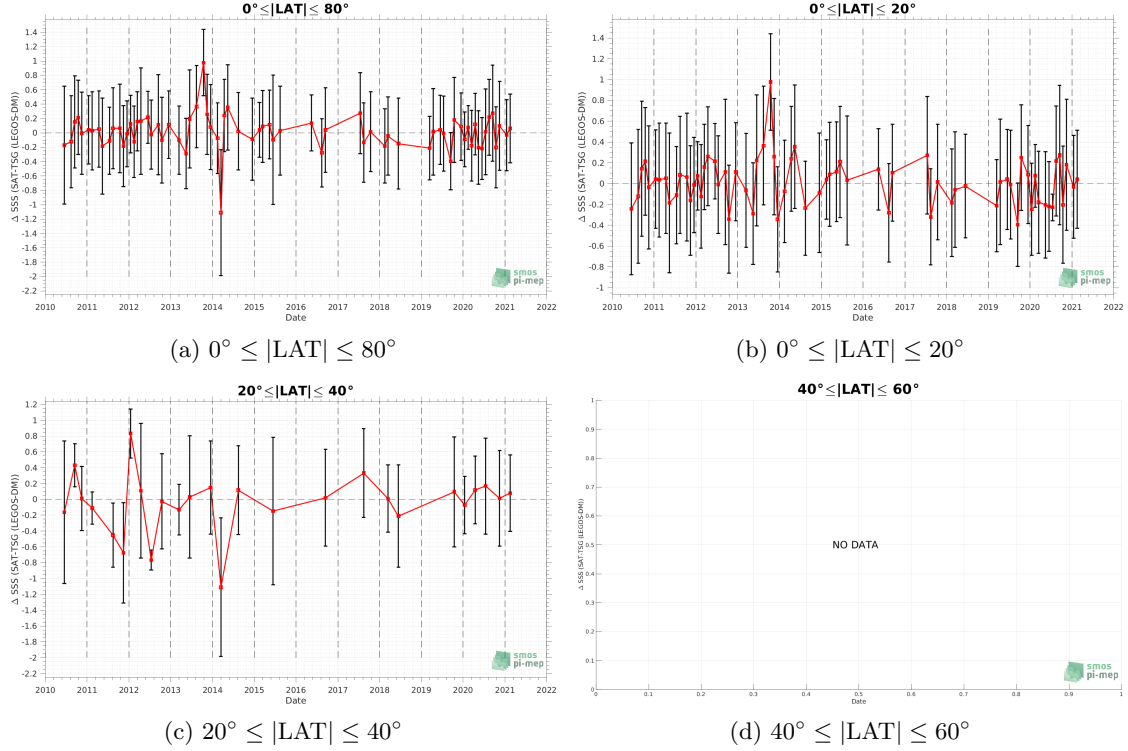 0°≤|LAT|≤ 80°
Δ SSS (SAT-TSG (LEGOS-DM))
1.4
1.2
1
0.8
0.6
0.4
0.2
0
-0.2
-0.4
-0.6
-0.8
-1
-1.2
-1.4
-1.6
-1.8
-2
-2.2
2010 2011 2012 2013 2014 2015 2016 2017 2018 2019 2020 2021 2022
Date
smos
pi-mep
(a) 0° ≤ |LAT| ≤ 80°
0°≤|LAT|≤ 20°
Δ SSS (SAT-TSG (LEGOS-DM))
1.4
1.2
1
0.8
0.6
0.4
0.2
0
-0.2
-0.4
-0.6
-0.8
-1
2010 2011 2012 2013 2014 2015 2016 2017 2018 2019 2020 2021 2022
Date
smos
pi-mep
(b) 0° ≤ |LAT| ≤ 20°
20°≤|LAT|≤ 40°
Δ SSS (SAT-TSG (LEGOS-DM))
1.2
1
0.8
0.6
0.4
0.2
0
-0.2
-0.4
-0.6
-0.8
-1
-1.2
-1.4
-1.6
-1.8
-2
-2.2
2010 2011 2012 2013 2014 2015 2016 2017 2018 2019 2020 2021 2022
Date
smos
pi-mep
(c) 20° ≤ |LAT| ≤ 40°
40°≤|LAT|≤ 60°
Δ SSS (SAT-TSG (LEGOS-DM))
1
0.9
0.8
0.7
0.6
0.5
0.4
0.3
0.2
0.1
0
NO DATA
0 0.1 0.2 0.3 0.4 0.5 0.6 0.7 0.8 0.9 1
Date
smos
pi-mep
(d) 40° ≤ |LAT| ≤ 60°